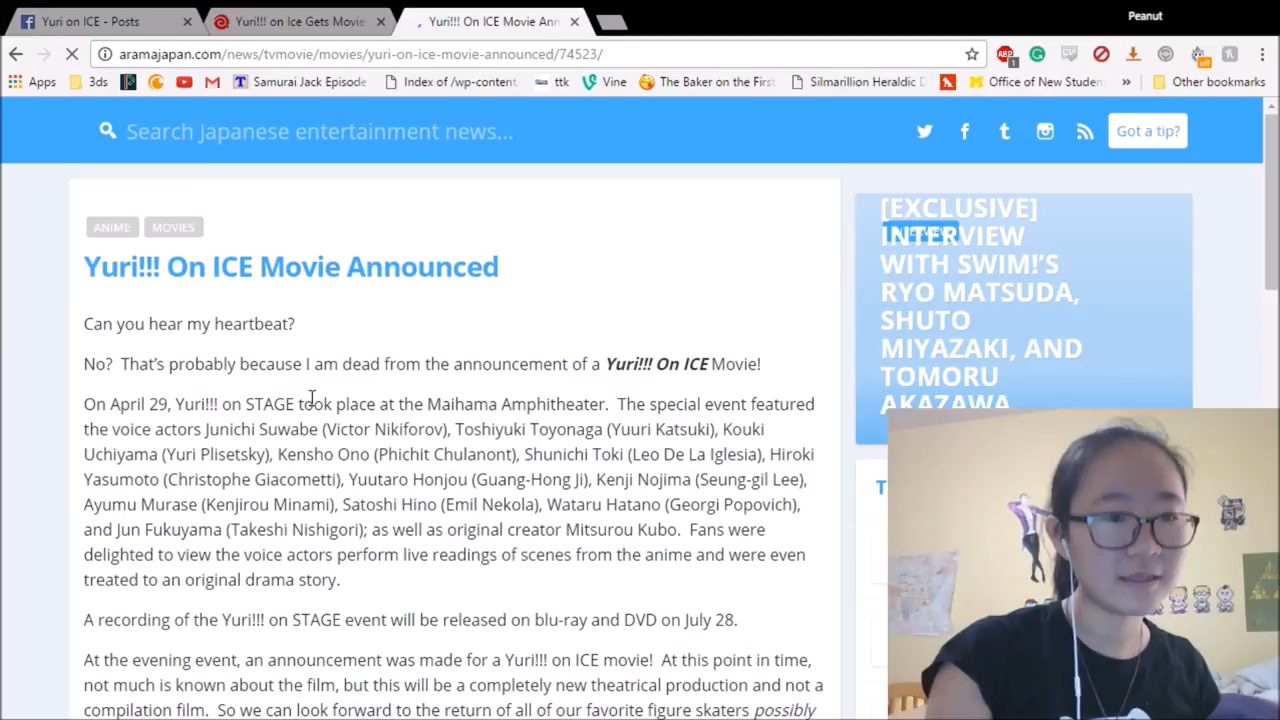 Yuri on ICE - Posts
Yuri!!! on Ice Gets Movie
Yuri!!! On ICE Movie Ann
Peanut
aramajapan.com/news/tvmovie/movies/yuri-on-ice-movie-announced/74523/
Apps 3ds Samurai Jack Episode Index of /wp-content ttk Vine The Baker on the First Silmarillion Heraldic D Office of New Studen » Other bookmarks
Search Japanese entertainment news...
Got a tip?
ANIME MOVIES
Yuri!!! On ICE Movie Announced
Can you hear my heartbeat?
No? That's probably because I am dead from the announcement of a Yuri!!! On ICE Movie!
On April 29, Yuri!!! on STAGE took place at the Maihama Amphitheater. The special event featured
the voice actors Junichi Suwabe (Victor Nikiforov), Toshiyuki Toyonaga (Yuuri Katsuki), Kouki
Uchiyama (Yuri Plisetsky), Kensho Ono (Phichit Chulanont), Shunichi Toki (Leo De La Iglesia), Hiroki
Yasumoto (Christophe Giacometti), Yuutaro Honjou (Guang-Hong Ji), Kenji Nojima (Seung-gil Lee),
Ayumu Murase (Kenjirou Minami), Satoshi Hino (Emil Nekola), Wataru Hatano (Georgi Popovich),
and Jun Fukuyama (Takeshi Nishigori); as well as original creator Mitsurou Kubo. Fans were
delighted to view the voice actors perform live readings of scenes from the anime and were even
treated to an original drama story.
A recording of the Yuri!!! on STAGE event will be released on blu-ray and DVD on July 28.
At the evening event, an announcement was made for a Yuri!!! on ICE movie! At this point in time,
not much is known about the film, but this will be a completely new theatrical production and not a
compilation film. So we can look forward to the return of all of our favorite figure skaters possibly
[EXCLUSIVE]
INTERVIEW
WITH SWIM!'S
RYO MATSUDA,
SHUTO
MIYAZAKI, AND
TOMORU
AKAZAWA
T